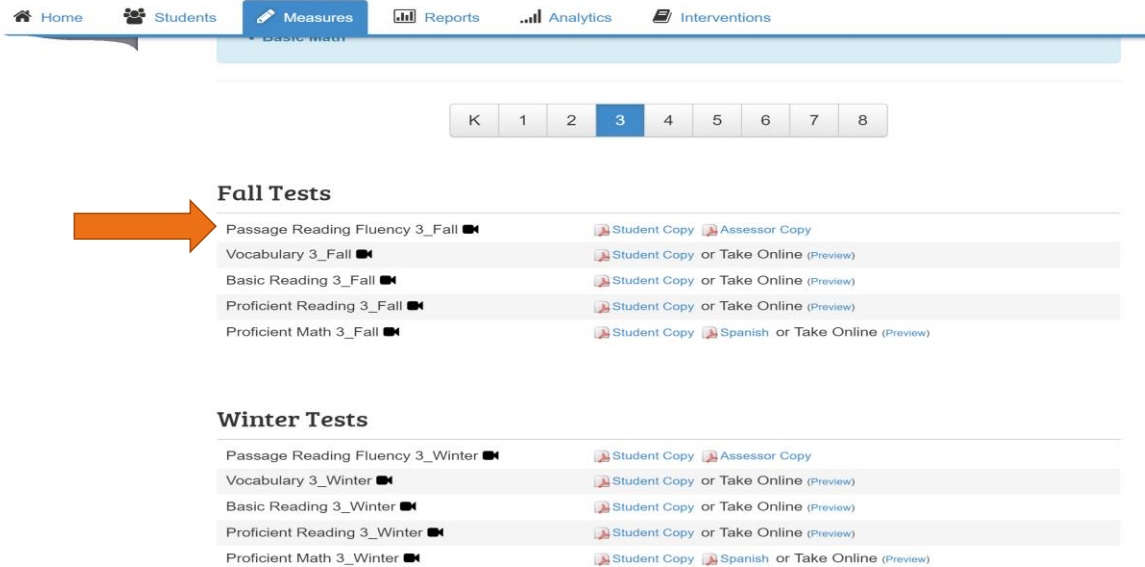 Home Students Measures Reports Analytics Interventions
• Basic Math
K 1 2 3 4 5 6 7 8
Fall Tests
Passage Reading Fluency 3_Fall Student Copy Assessor Copy
Vocabulary 3_Fall Student Copy or Take Online (Preview)
Basic Reading 3_Fall Student Copy or Take Online (Preview)
Proficient Reading 3_Fall Student Copy or Take Online (Preview)
Proficient Math 3_Fall Student Copy Spanish or Take Online (Preview)
Winter Tests
Passage Reading Fluency 3_Winter Student Copy Assessor Copy
Vocabulary 3_Winter Student Copy or Take Online (Preview)
Basic Reading 3_Winter Student Copy or Take Online (Preview)
Proficient Reading 3_Winter Student Copy or Take Online (Preview)
Proficient Math 3_Winter Student Copy Spanish or Take Online (Preview)